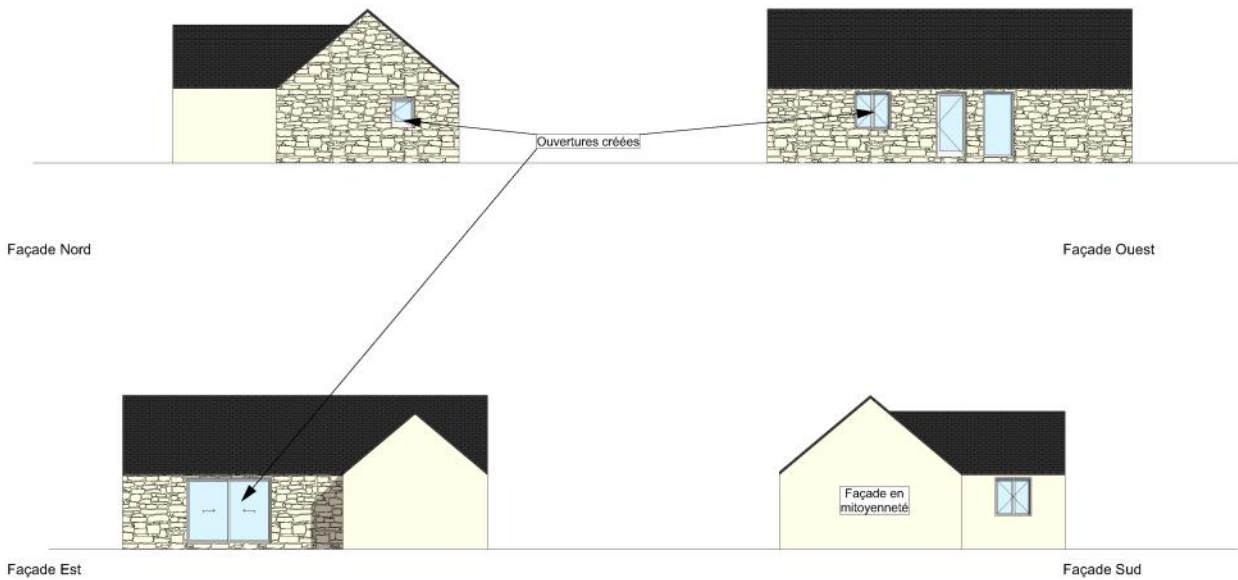 Ouvertures créées
Façade Nord
Façade Ouest
Façade en
mitoyenneté
Façade Est
Façade Sud